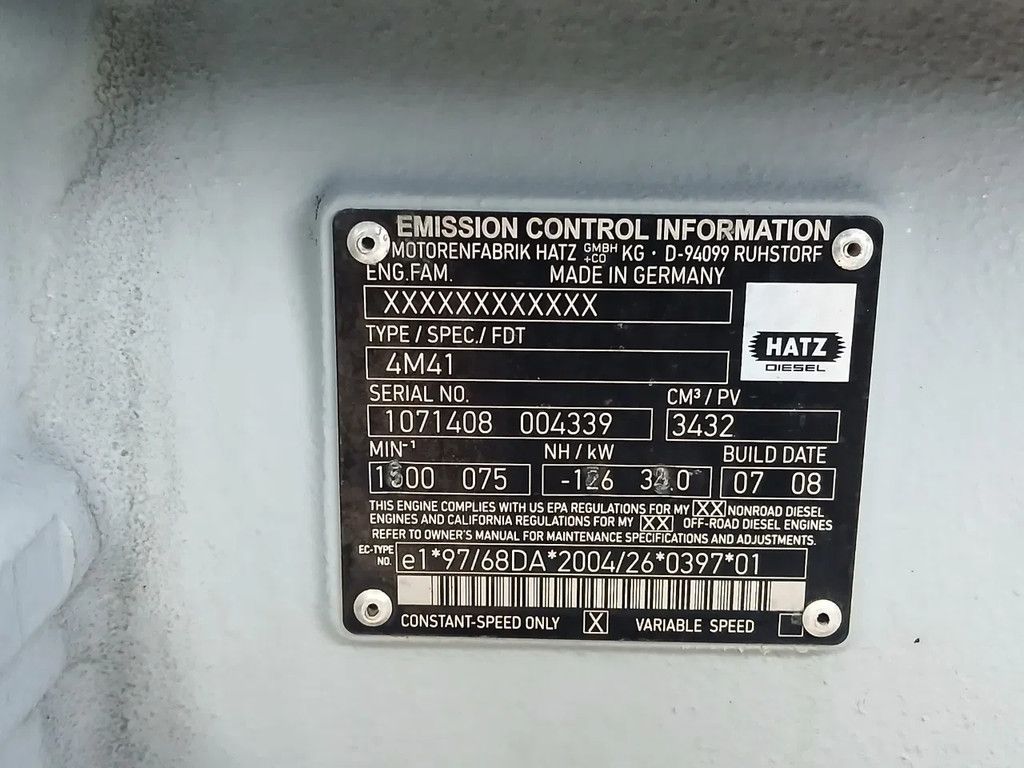 EMISSION CONTROL INFORMATION
MOTORENFABRIK HATZ GMBH +CO KG · D-94099 RUHSTORF
ENG.FAM. MADE IN GERMANY
XXXXXXXXXXXX
TYPE / SPEC./ FDT
HATZ
DIESEL
4M41
SERIAL NO. CM³ / PV
1071408 004339 3432
MIN⁻¹ NH / kW BUILD DATE
075 07 08
THIS ENGINE COMPLIES WITH US EPA REGULATIONS FOR MY XX NONROAD DIESEL
ENGINES AND CALIFORNIA REGULATIONS FOR MY XX OFF-ROAD DIESEL ENGINES
REFER TO OWNER'S MANUAL FOR MAINTENANCE SPECIFICATIONS AND ADJUSTMENTS.
EC-TYPE NO. e1*97/68DA*2004/26*0397*01
CONSTANT-SPEED ONLY X VARIABLE SPEED